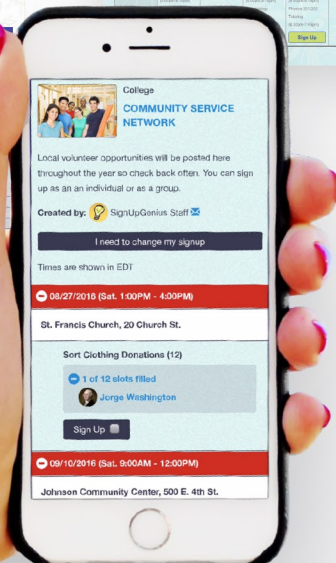 Sign Up
College
COMMUNITY SERVICE
NETWORK
Local volunteer opportunities will be posted here
throughout the year so check back often. You can sign
up as an an individual or as a group.
Created by: SignUpGenius Staff
I need to change my signup
Times are shown in EDT
08/27/2016 (Sat. 1:00PM - 4:00PM)
St. Francis Church, 20 Church St.
Sort Clothing Donations (12)
1 of 12 slots filled
Jorge Washington
Sign Up
09/10/2016 (Sat. 9:00AM - 12:00PM)
Johnson Community Center, 500 E. 4th St.